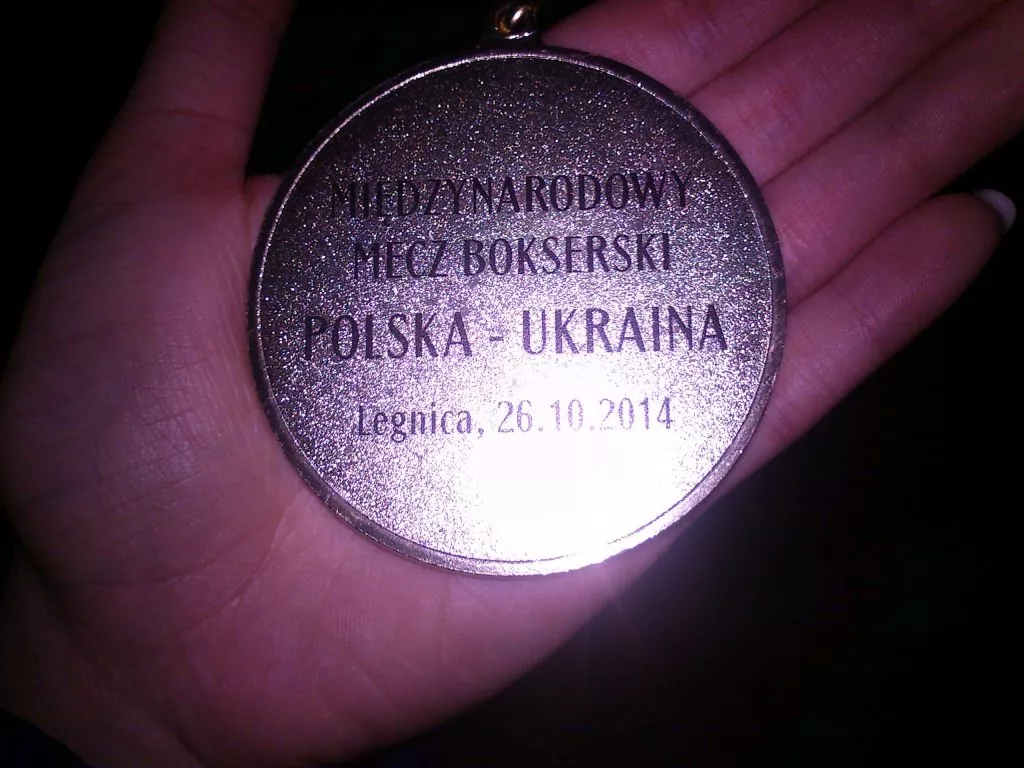 MIĘDZYNARODOWY
MECZ BOKSERSKI
POLSKA - UKRAINA
Legnica, 26.10.2014